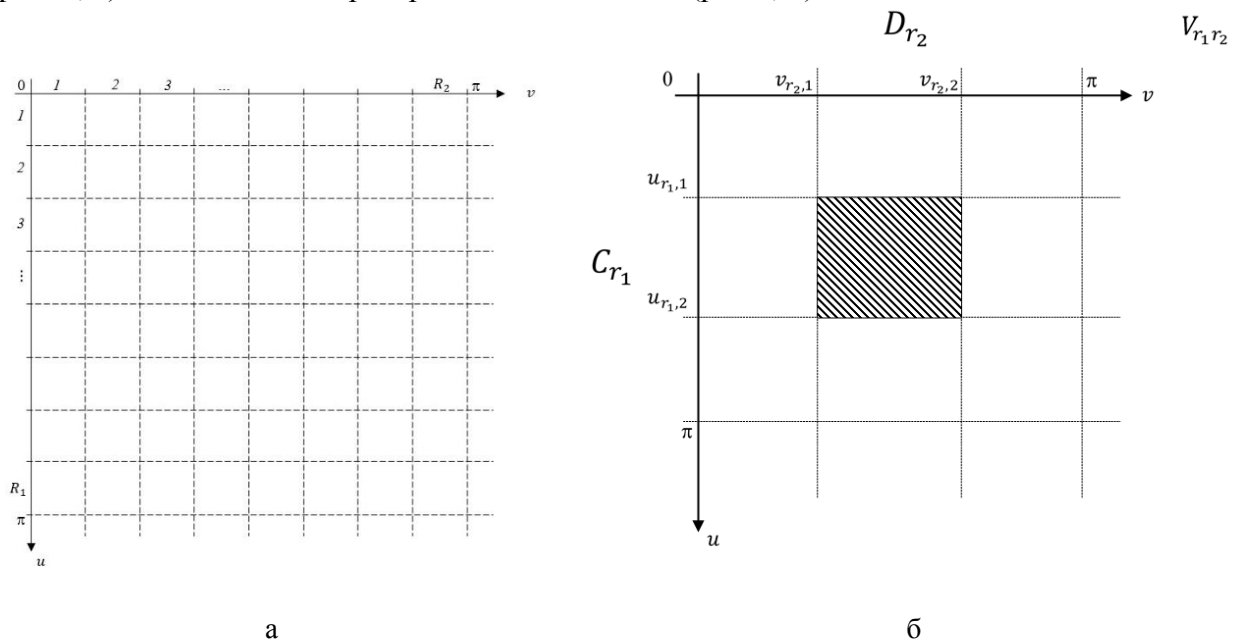 D_{r_2}
V_{r_1 r_2}
0 1 2 3 ... R_2 π v
1
2
3
⋮
R_1
π
u
0 v_{r_2,1} v_{r_2,2} π v
u_{r_1,1}
C_{r_1}
u_{r_1,2}
π
u
а
б